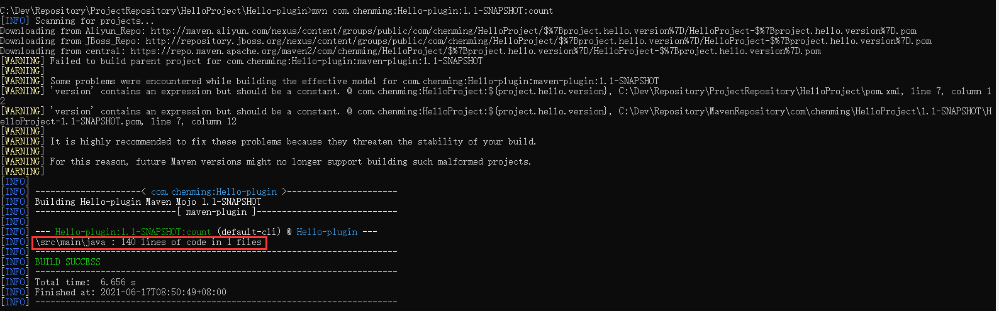 C:\Dev\Repository\ProjectRepository\HelloProject\Hello-plugin>mvn com.chenming:Hello-plugin:1.1-SNAPSHOT:count
[INFO] Scanning for projects...
Downloading from Aliyun_Repo: http://maven.aliyun.com/nexus/content/groups/public/com/chenming/HelloProject/$%7Bproject.hello.version%7D/HelloProject-$%7Bproject.hello.version%7D.pom
Downloading from JBoss_Repo: http://repository.jboss.org/nexus/content/groups/public/com/chenming/HelloProject/$%7Bproject.hello.version%7D/HelloProject-$%7Bproject.hello.version%7D.pom
Downloading from central: https://repo.maven.apache.org/maven2/com/chenming/HelloProject/$%7Bproject.hello.version%7D/HelloProject-$%7Bproject.hello.version%7D.pom
[WARNING] Failed to build parent project for com.chenming:Hello-plugin:maven-plugin:1.1-SNAPSHOT
[WARNING]
[WARNING] Some problems were encountered while building the effective model for com.chenming:Hello-plugin:maven-plugin:1.1-SNAPSHOT
[WARNING] 'version' contains an expression but should be a constant. @ com.chenming:HelloProject:${project.hello.version}, C:\Dev\Repository\ProjectRepository\HelloProject\pom.xml, line 7, column 1
2
[WARNING] 'version' contains an expression but should be a constant. @ com.chenming:HelloProject:${project.hello.version}, C:\Dev\Repository\MavenRepository\com\chenming\HelloProject\1.1-SNAPSHOT\H
elloProject-1.1-SNAPSHOT.pom, line 7, column 12
[WARNING]
[WARNING] It is highly recommended to fix these problems because they threaten the stability of your build.
[WARNING]
[WARNING] For this reason, future Maven versions might no longer support building such malformed projects.
[WARNING]
[INFO]
[INFO] ---------------------< com.chenming:Hello-plugin >----------------------
[INFO] Building Hello-plugin Maven Mojo 1.1-SNAPSHOT
[INFO] ----------------------------[ maven-plugin ]----------------------------
[INFO]
[INFO] --- Hello-plugin:1.1-SNAPSHOT:count (default-cli) @ Hello-plugin ---
[INFO] \src\main\java : 140 lines of code in 1 files
[INFO] ------------------------------------------------------------------------
[INFO] BUILD SUCCESS
[INFO] ------------------------------------------------------------------------
[INFO] Total time:  6.656 s
[INFO] Finished at: 2021-06-17T08:50:49+08:00
[INFO] ------------------------------------------------------------------------